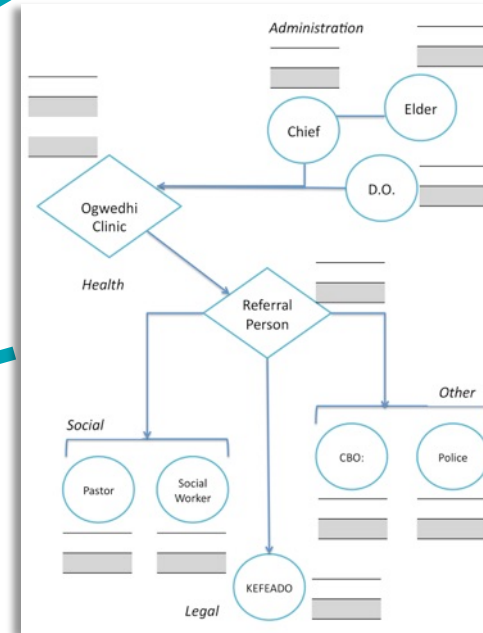 Administration
Elder
Chief
D.O.
Ogwedhi
Clinic
Health
Referral
Person
Other
Social
CBO:
Police
Pastor
Social
Worker
KEFEADO
Legal